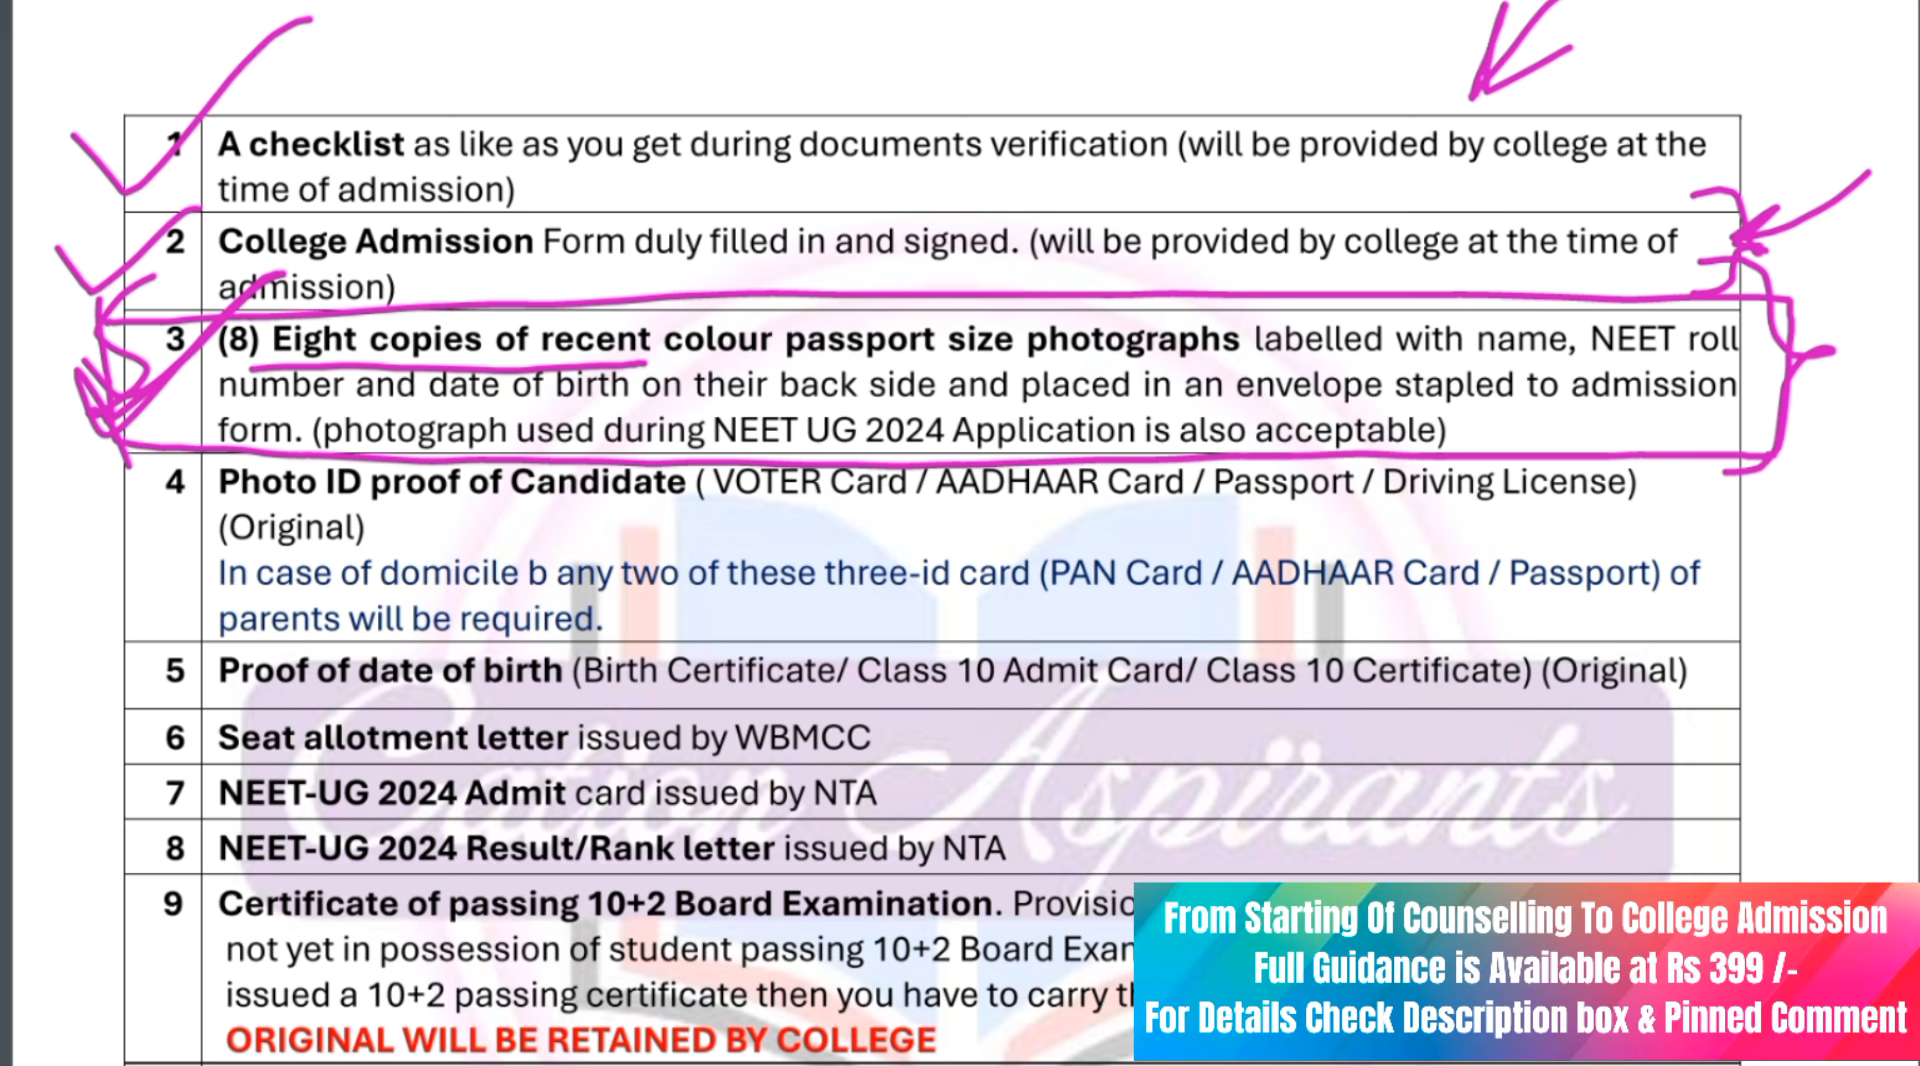 1 A checklist as like as you get during documents verification (will be provided by college at the
time of admission)
2 College Admission Form duly filled in and signed. (will be provided by college at the time of
admission)
3 (8) Eight copies of recent colour passport size photographs labelled with name, NEET roll
number and date of birth on their back side and placed in an envelope stapled to admission
form. (photograph used during NEET UG 2024 Application is also acceptable)
4 Photo ID proof of Candidate ( VOTER Card / AADHAAR Card / Passport / Driving License)
(Original)
In case of domicile b any two of these three-id card (PAN Card / AADHAAR Card / Passport) of
parents will be required.
5 Proof of date of birth (Birth Certificate/ Class 10 Admit Card/ Class 10 Certificate) (Original)
6 Seat allotment letter issued by WBMCC
7 NEET-UG 2024 Admit card issued by NTA
8 NEET-UG 2024 Result/Rank letter issued by NTA
9 Certificate of passing 10+2 Board Examination.
not yet in possession of student passing 10+2 Board
issued a 10+2 passing certificate then you have to carry
ORIGINAL WILL BE RETAINED BY COLLEGE
From Starting Of Counselling To College Admission
Full Guidance is Available at Rs 399 /-
For Details Check Description box & Pinned Comment
Aspirants